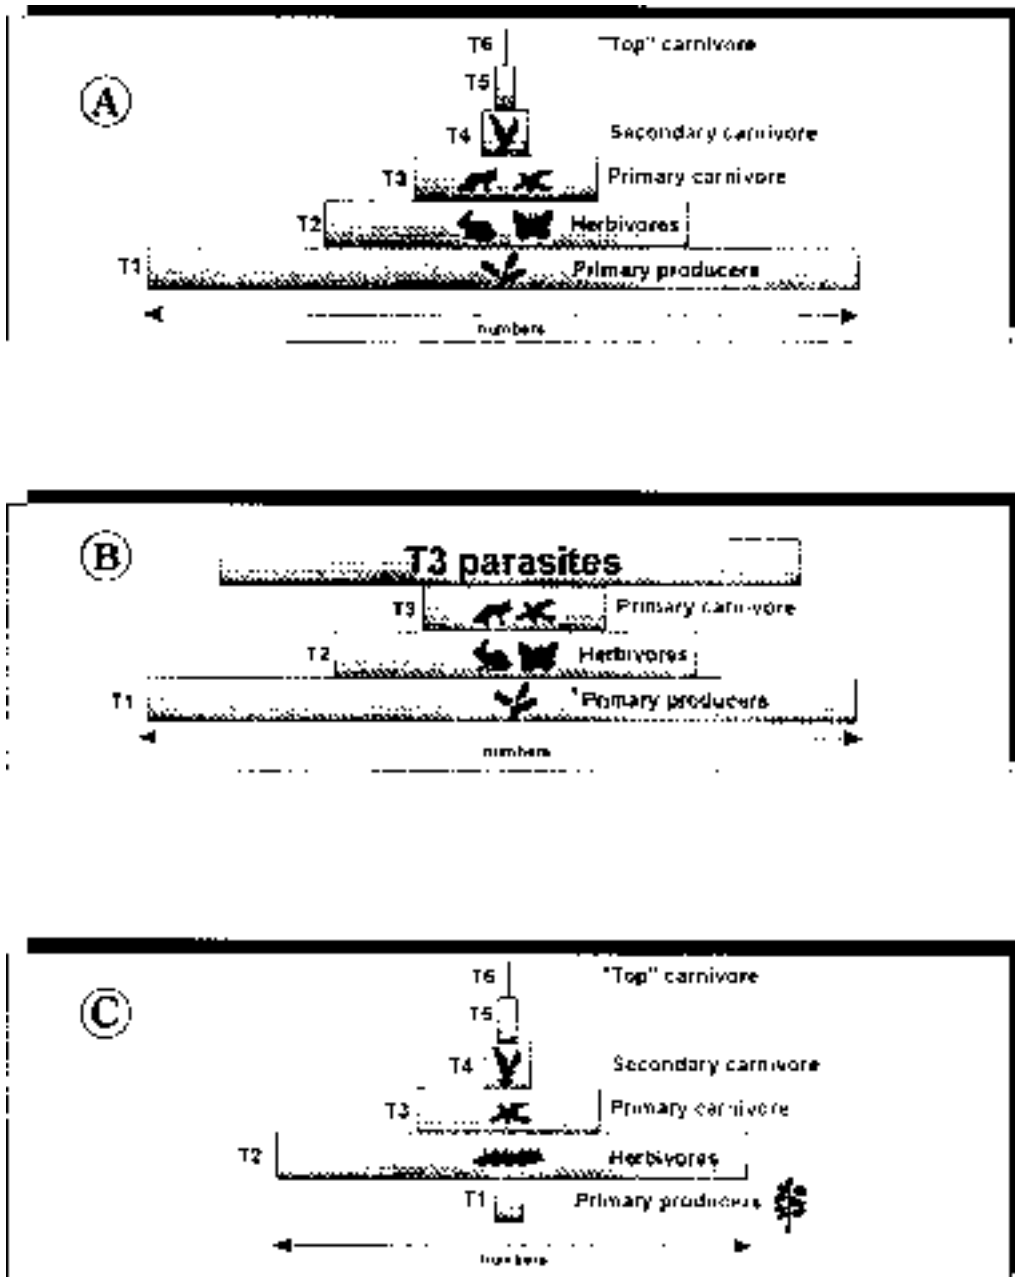 A
T6 "Top" carnivore
T5
T4 Secondary carnivore
T3 Primary carnivore
T2 Herbivores
T1 Primary producers
numbers
B
T3 parasites
T3 Primary carnivore
T2 Herbivores
T1 Primary producers
numbers
C
T6 "Top" carnivore
T5
T4 Secondary carnivore
T3 Primary carnivore
T2 Herbivores
T1 Primary producers
numbers